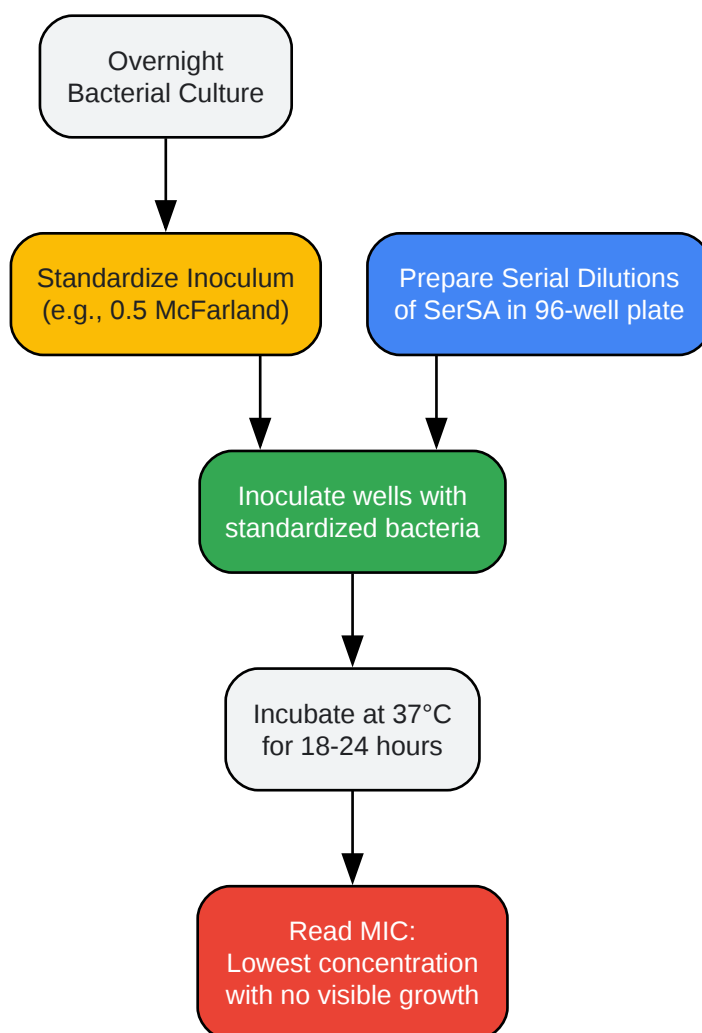 Overnight
Bacterial Culture
Standardize Inoculum
(e.g., 0.5 McFarland)
Prepare Serial Dilutions
of SerSA in 96-well plate
Inoculate wells with
standardized bacteria
Incubate at 37°C
for 18-24 hours
Read MIC:
Lowest concentration
with no visible growth